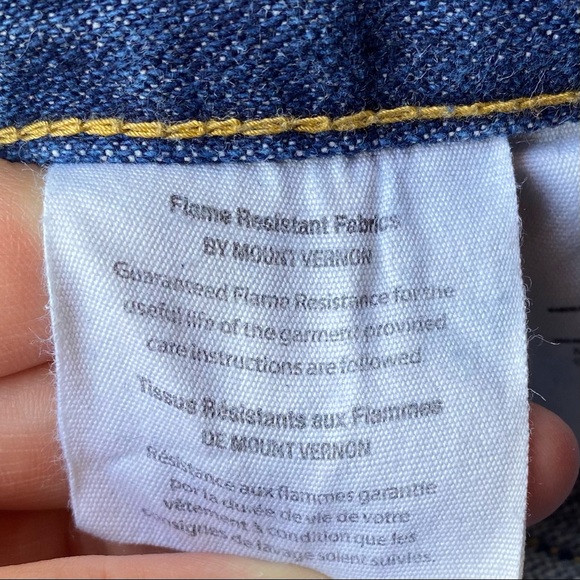 Flame Resistant Fabrics
BY MOUNT VERNON
Guaranteed Flame Resistance for the
useful life of the garment provided
care instructions are followed
Tissus Résistants aux Flammes
DE MOUNT VERNON
Résistance aux flammes garantie
par la durée de vie de votre
vêtement à condition que les
consignes de lavage soient suivies.